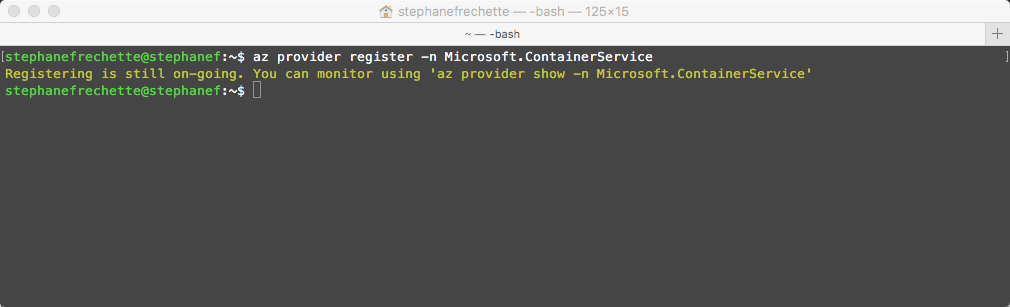 stephanefrechette — -bash — 125×15
~ — -bash
[stephanefrechette@stephanef:~$ az provider register -n Microsoft.ContainerService ]
Registering is still on-going. You can monitor using 'az provider show -n Microsoft.ContainerService'
stephanefrechette@stephanef:~$